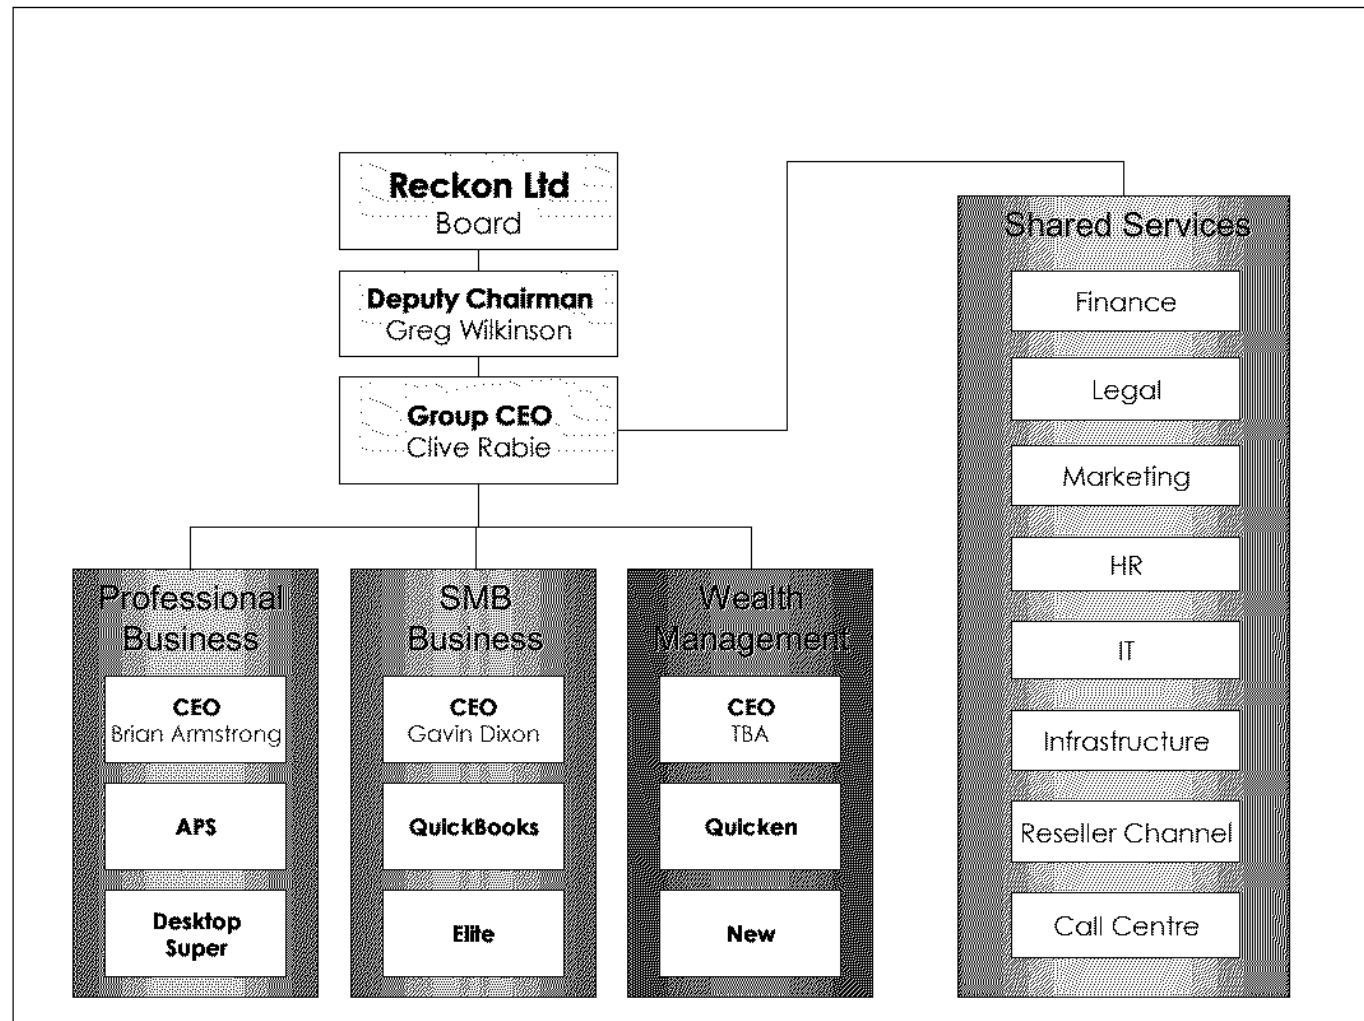 Reckon Ltd
Board
Deputy Chairman
Greg Wilkinson
Group CEO
Clive Rabie
Professional
Business
CEO
Brian Armstrong
APS
Desktop
Super
SMB
Business
CEO
Gavin Dixon
QuickBooks
Elite
Wealth
Management
CEO
TBA
Quicken
New
Shared Services
Finance
Legal
Marketing
HR
IT
Infrastructure
Reseller Channel
Call Centre